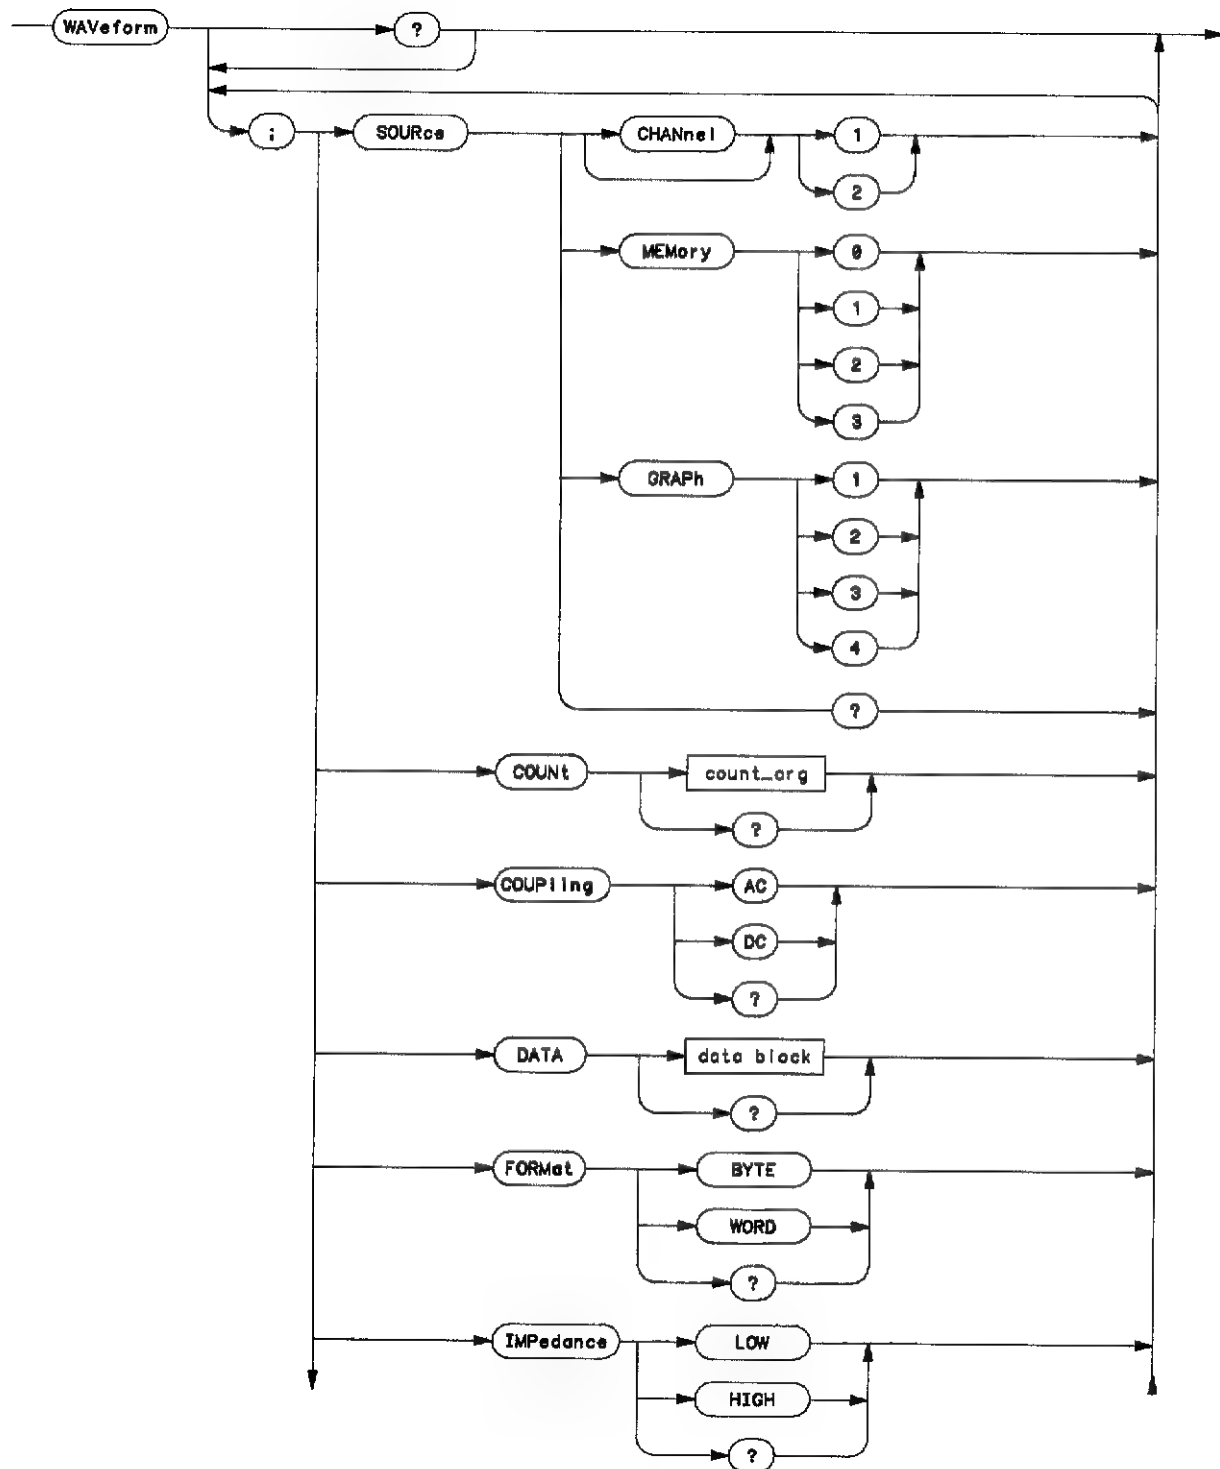 WAVeform ?
; SOURce CHANnel 1
2
MEMory 0
1
2
3
GRAPh 1
2
3
4
?
COUNt count_arg
?
COUPling AC
DC
?
DATA data block
?
FORMat BYTE
WORD
?
IMPedance LOW
HIGH
?